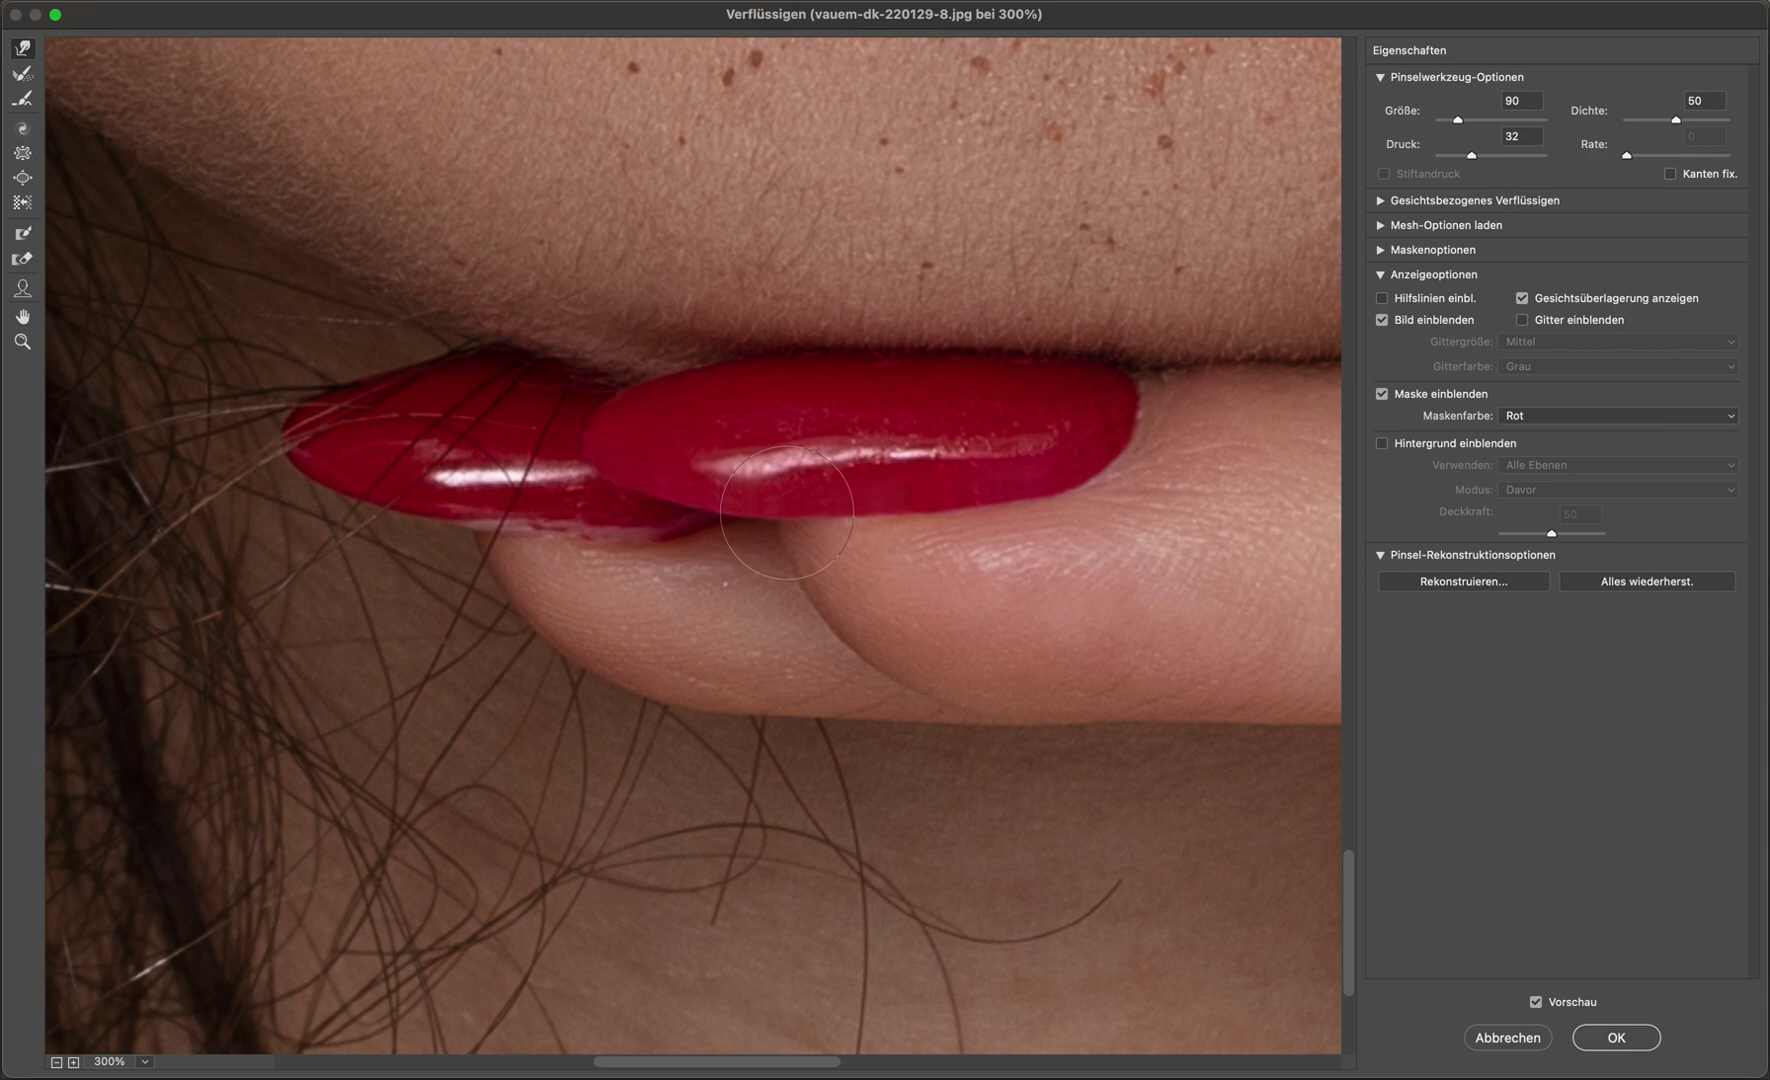 Verflüssigen (vauem-dk-220129-8.jpg bei 300%)
Eigenschaften
Pinselwerkzeug-Optionen
Größe: 90 Dichte: 50
Druck: 32 Rate: 0
Stiftandruck Kanten fix.
Gesichtsbezogenes Verflüssigen
Mesh-Optionen laden
Maskenoptionen
Anzeigeoptionen
Hilfslinien einbl. Gesichtsüberlagerung anzeigen
Bild einblenden Gitter einblenden
Gittergröße: Mittel
Gitterfarbe: Grau
Maske einblenden
Maskenfarbe: Rot
Hintergrund einblenden
Verwenden: Alle Ebenen
Modus: Davor
Deckkraft: 50
Pinsel-Rekonstruktionsoptionen
Rekonstruieren... Alles wiederherst.
Vorschau
Abbrechen OK
300%